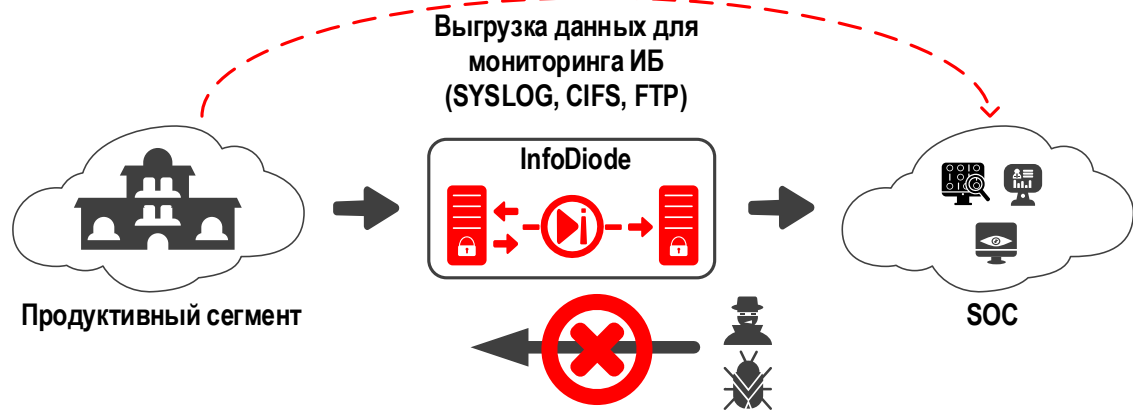 Выгрузка данных для
мониторинга ИБ
(SYSLOG, CIFS, FTP)
InfoDiode
Продуктивный сегмент
SOC